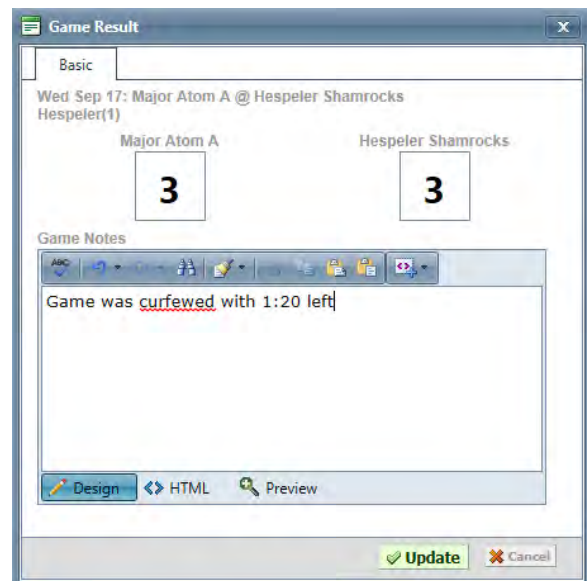 Game Result
x
Basic
Wed Sep 17: Major Atom A @ Hespeler Shamrocks
Hespeler(1)
Major Atom A Hespeler Shamrocks
3 3
Game Notes
ABC
Game was curfewed with 1:20 left
Design HTML Preview
Update Cancel